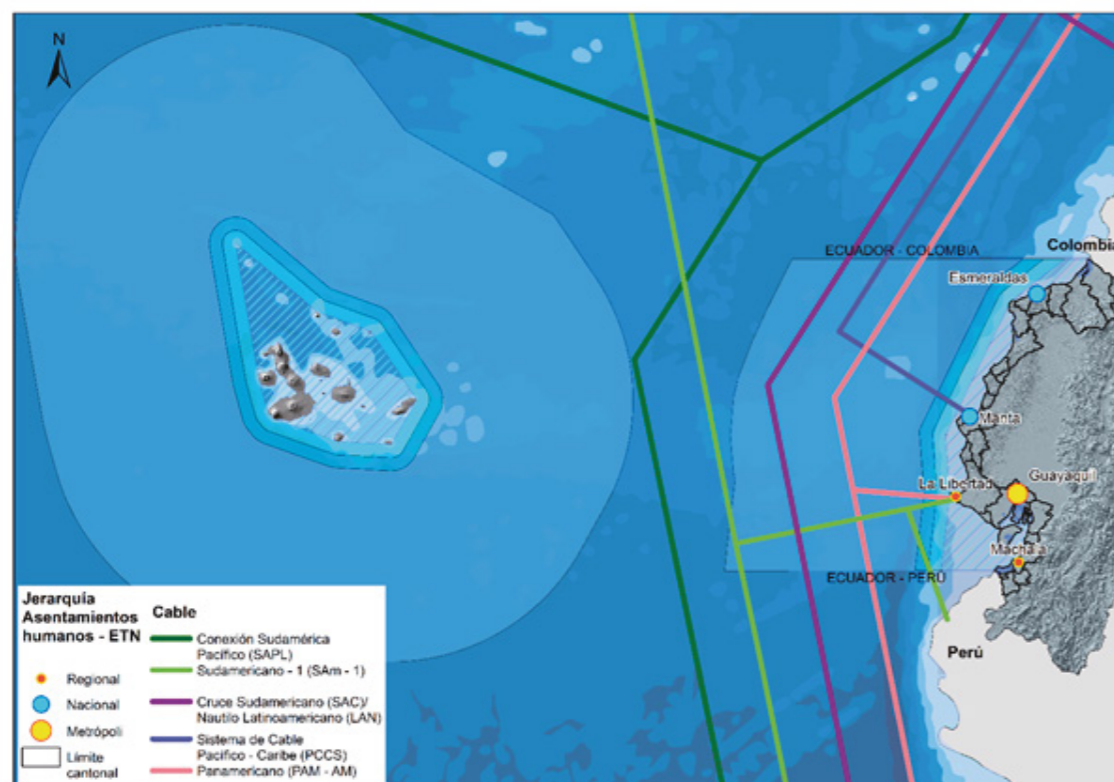 N
ECUADOR - COLOMBIA
Colombia
Esmeraldas
Manta
La Libertad
Guayaquil
Machala
ECUADOR - PERÚ
Perú
Jerarquía
Asentamientos
humanos - ETN
Regional
Nacional
Metrópoli
Límite
cantonal
Cable
Conexión Sudamérica
Pacífico (SAPL)
Sudamericano - 1 (SAm - 1)
Cruce Sudamericano (SAC)/
Nautilo Latinoamericano (LAN)
Sistema de Cable
Pacífico - Caribe (PCCS)
Panamericano (PAM - AM)